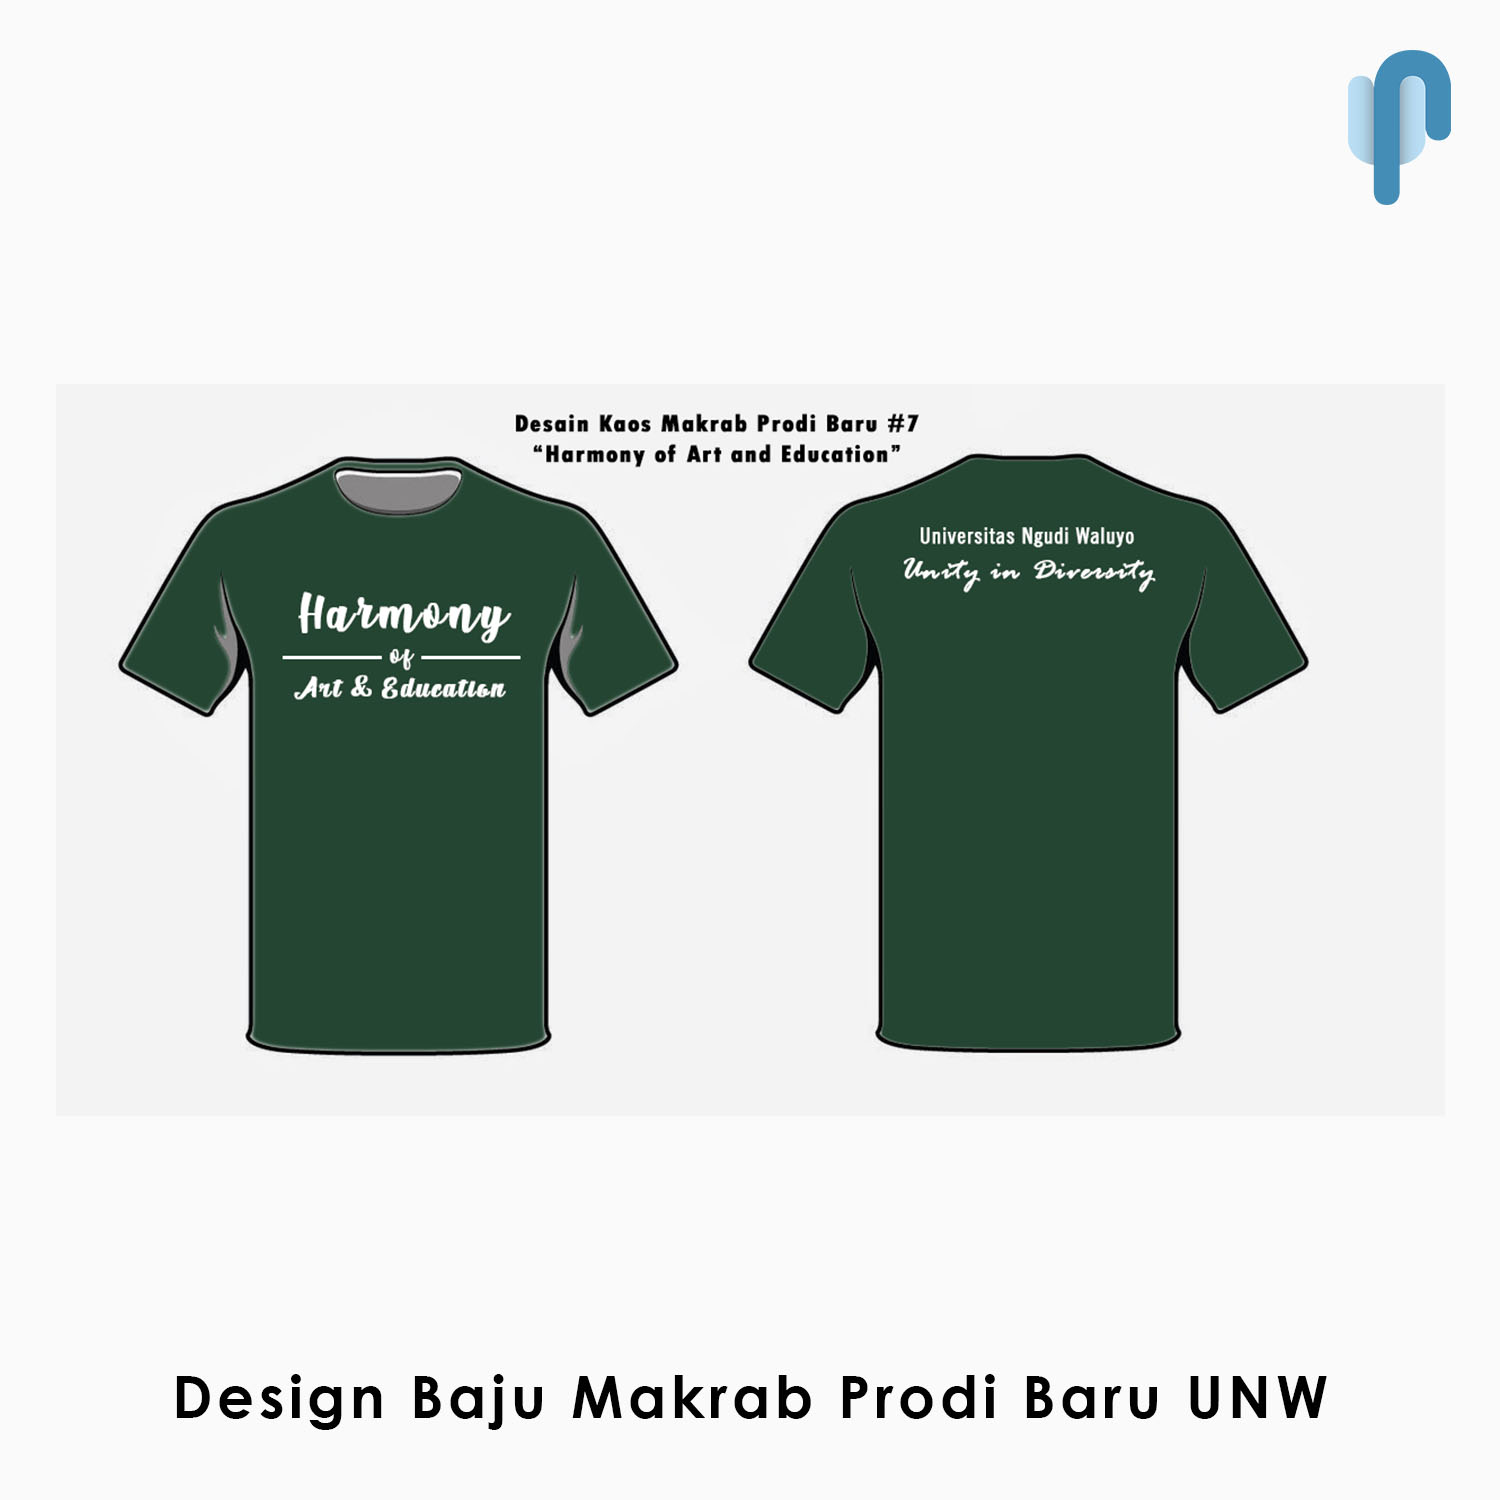 Desain Kaos Makrab Prodi Baru #7
“Harmony of Art and Education”
Harmony
of
Art & Education
Universitas Ngudi Waluyo
Unity in Diversity
Design Baju Makrab Prodi Baru UNW